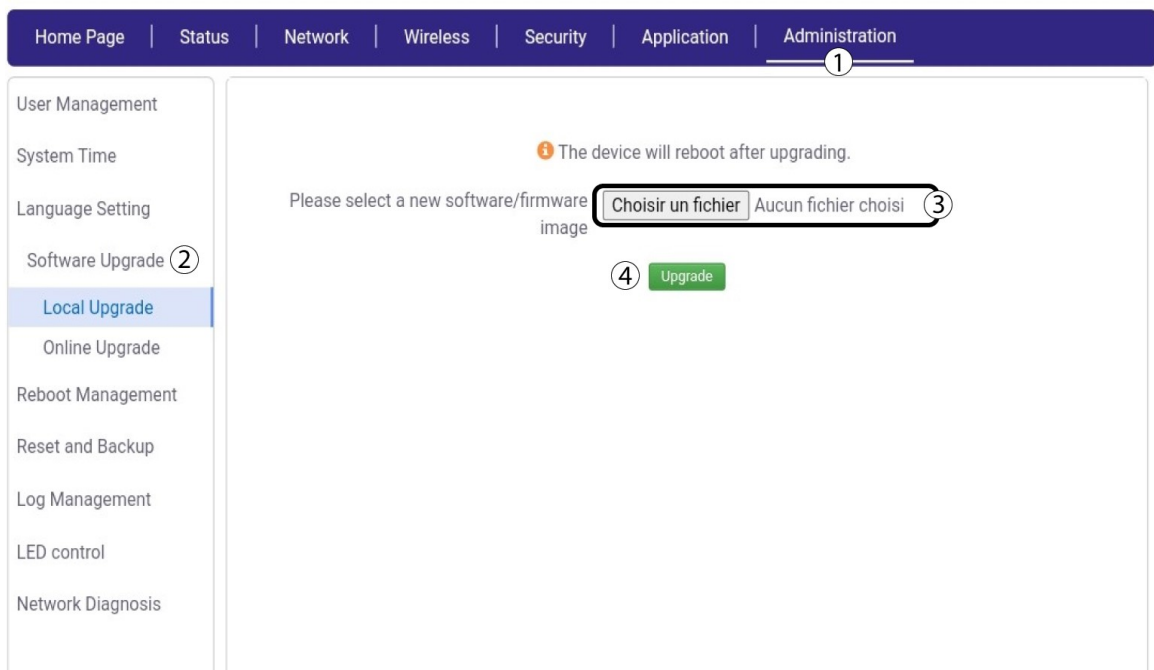 Home Page | Status | Network | Wireless | Security | Application | Administration
①
User Management
System Time
Language Setting
Software Upgrade ②
Local Upgrade
Online Upgrade
Reboot Management
Reset and Backup
Log Management
LED control
Network Diagnosis
The device will reboot after upgrading.
Please select a new software/firmware Choisir un fichier Aucun fichier choisi ③
image
④ Upgrade